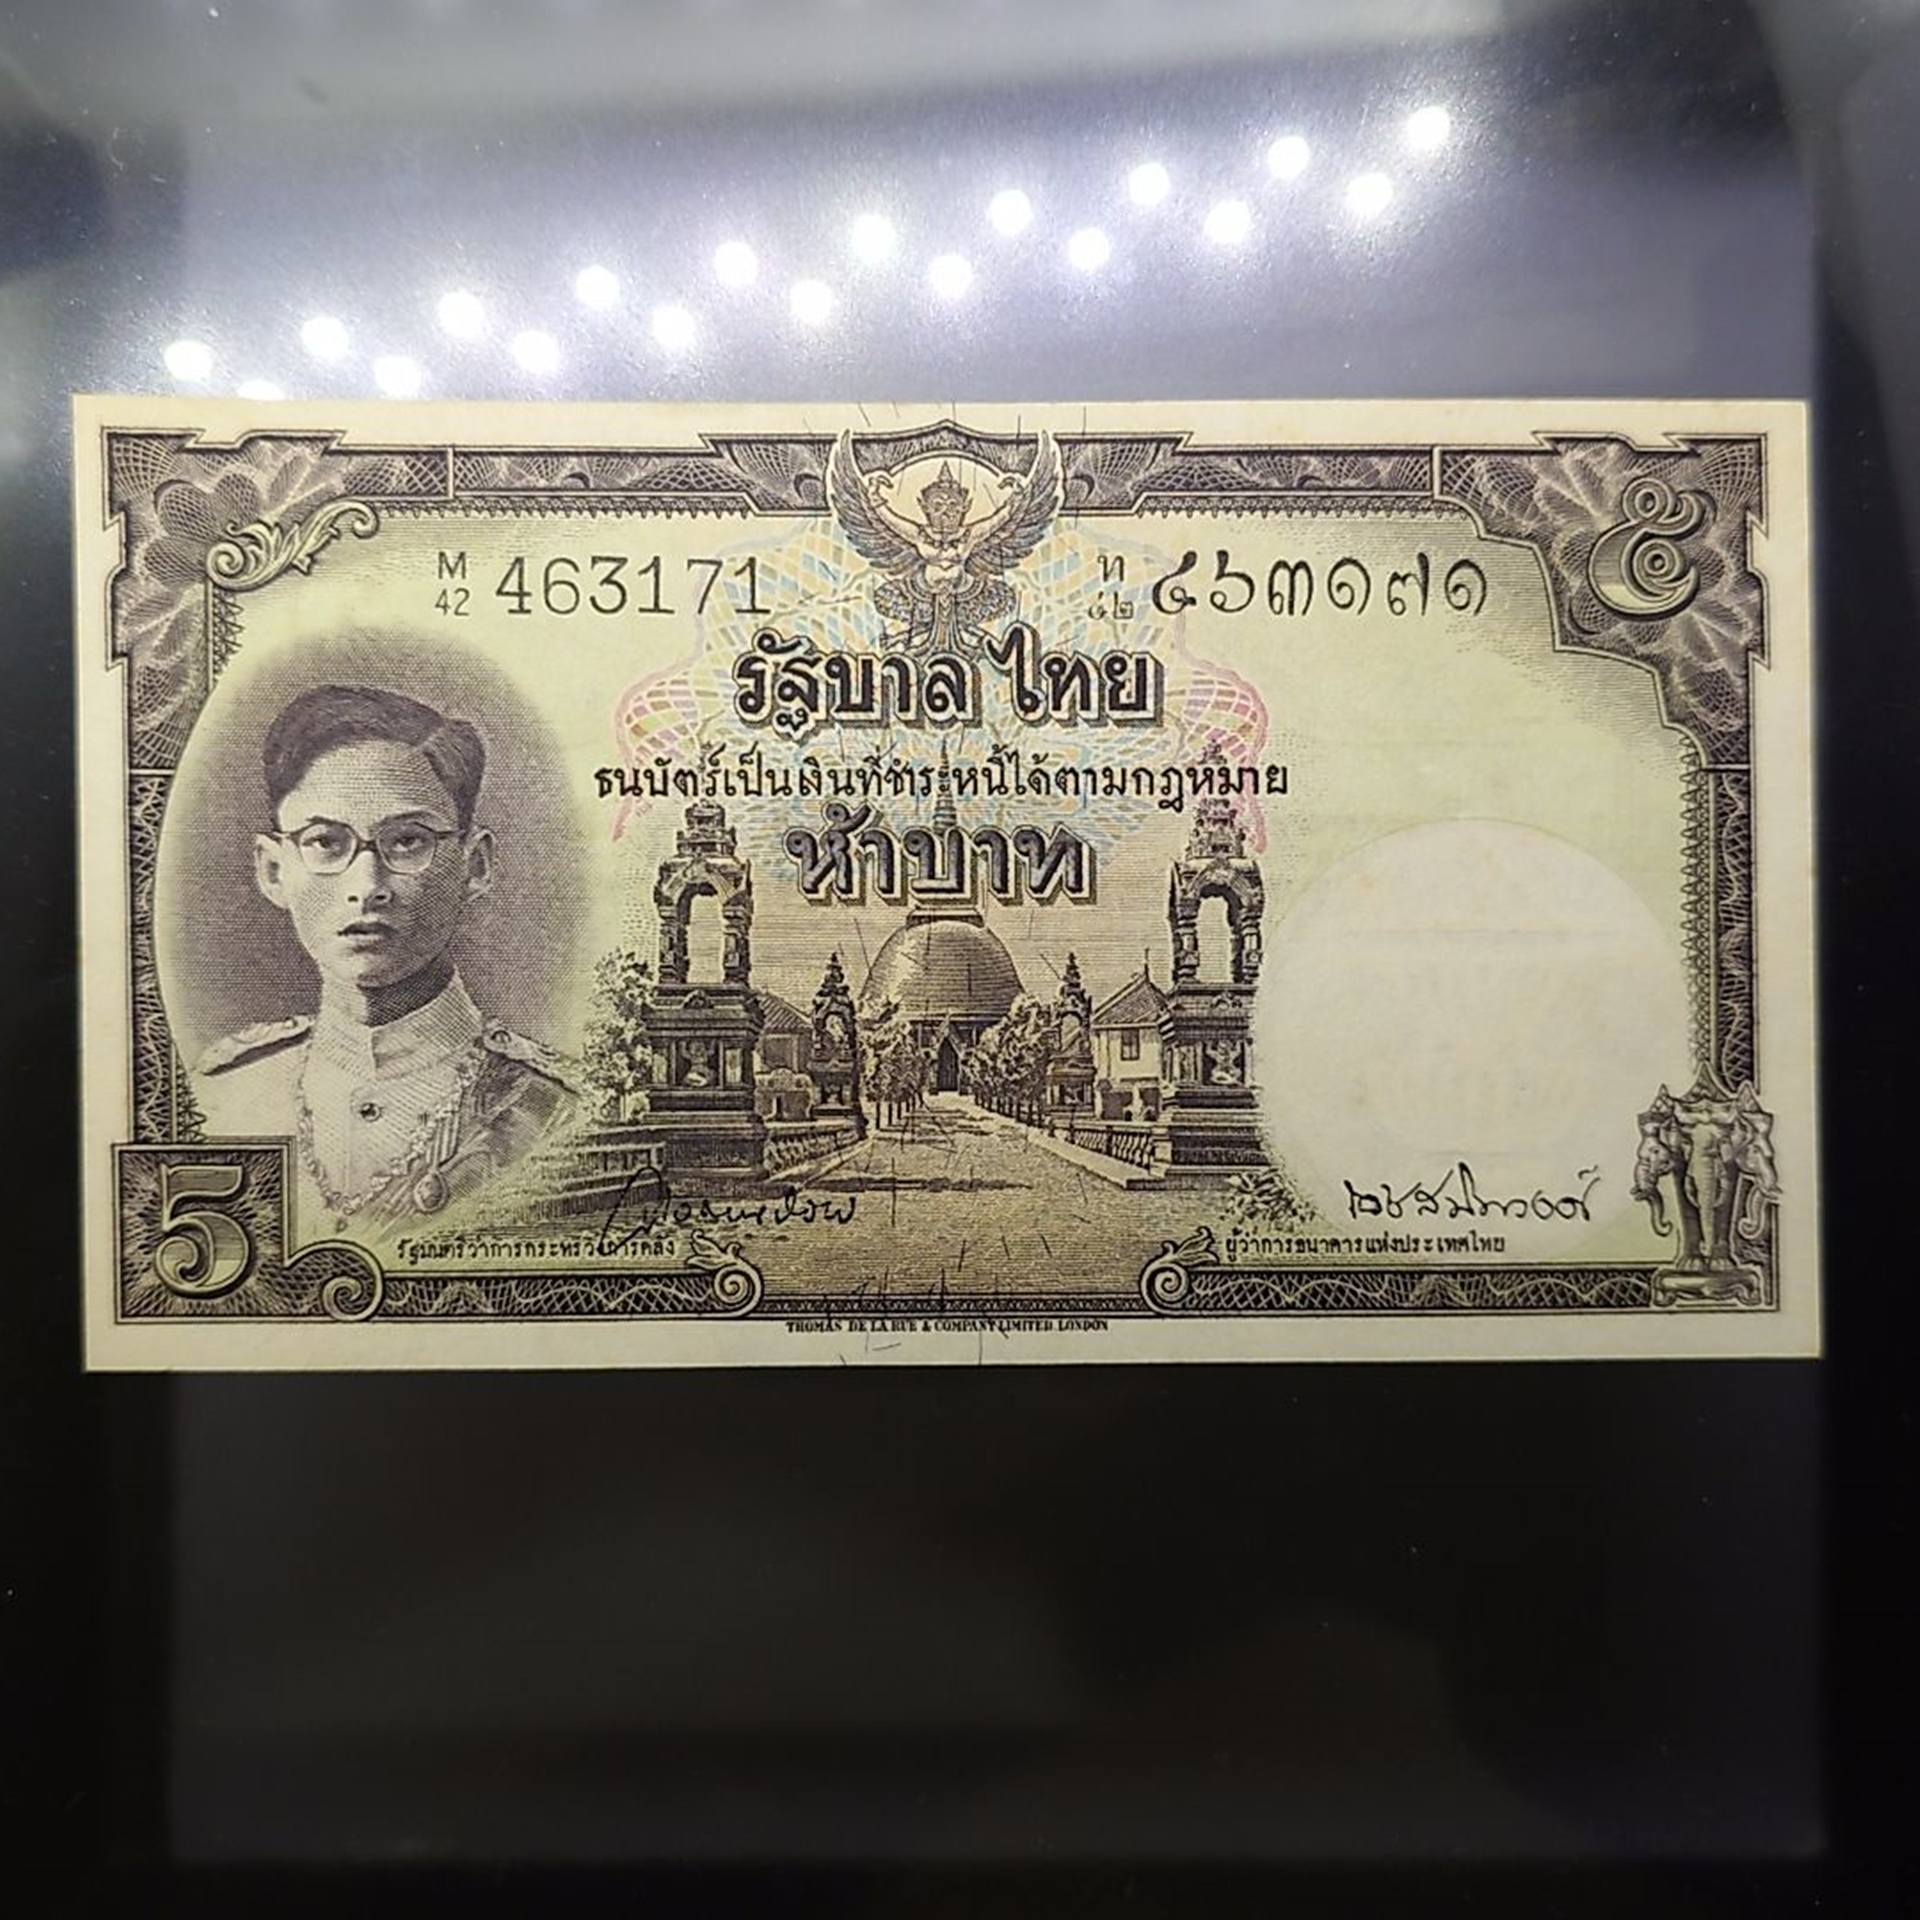 M/42 463171 ท/๔๒ ๔๖๓๑๗๑ ๕
รัฐบาลไทย
ธนบัตร์เป็นเงินที่ชำระหนี้ได้ตามกฎหมาย
ห้าบาท
5
รัฐมนตรีว่าการกระทรวงการคลัง ผู้ว่าการธนาคารแห่งประเทศไทย
THOMAS DE LA RUE & COMPANY, LIMITED, LONDON